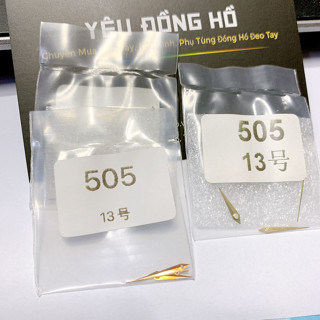 YÊU ĐỒNG HỒ
Phụ Tùng Đồng Hồ Đeo Tay
505
13号
505
13号